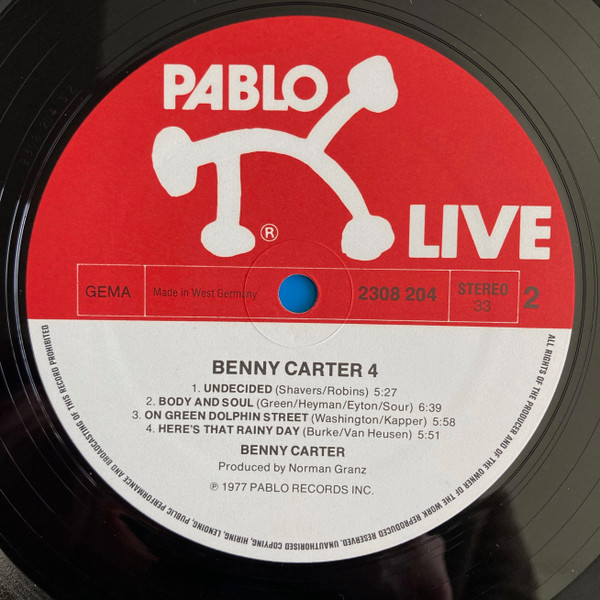 PABLO
®
LIVE
GEMA
Made in West Germany
2308 204
STEREO
33
2
BENNY CARTER 4
1. UNDECIDED (Shavers/Robins) 5:27
2. BODY AND SOUL (Green/Heyman/Eyton/Sour) 6:39
3. ON GREEN DOLPHIN STREET (Washington/Kapper) 5:58
4. HERE'S THAT RAINY DAY (Burke/Van Heusen) 5:51
BENNY CARTER
Produced by Norman Granz
℗ 1977 PABLO RECORDS INC.
ALL RIGHTS OF THE PRODUCER AND OF THE OWNER OF THE WORK REPRODUCED RESERVED. UNAUTHORISED COPYING, HIRING, LENDING, PUBLIC PERFORMANCE AND BROADCASTING OF THIS RECORD PROHIBITED